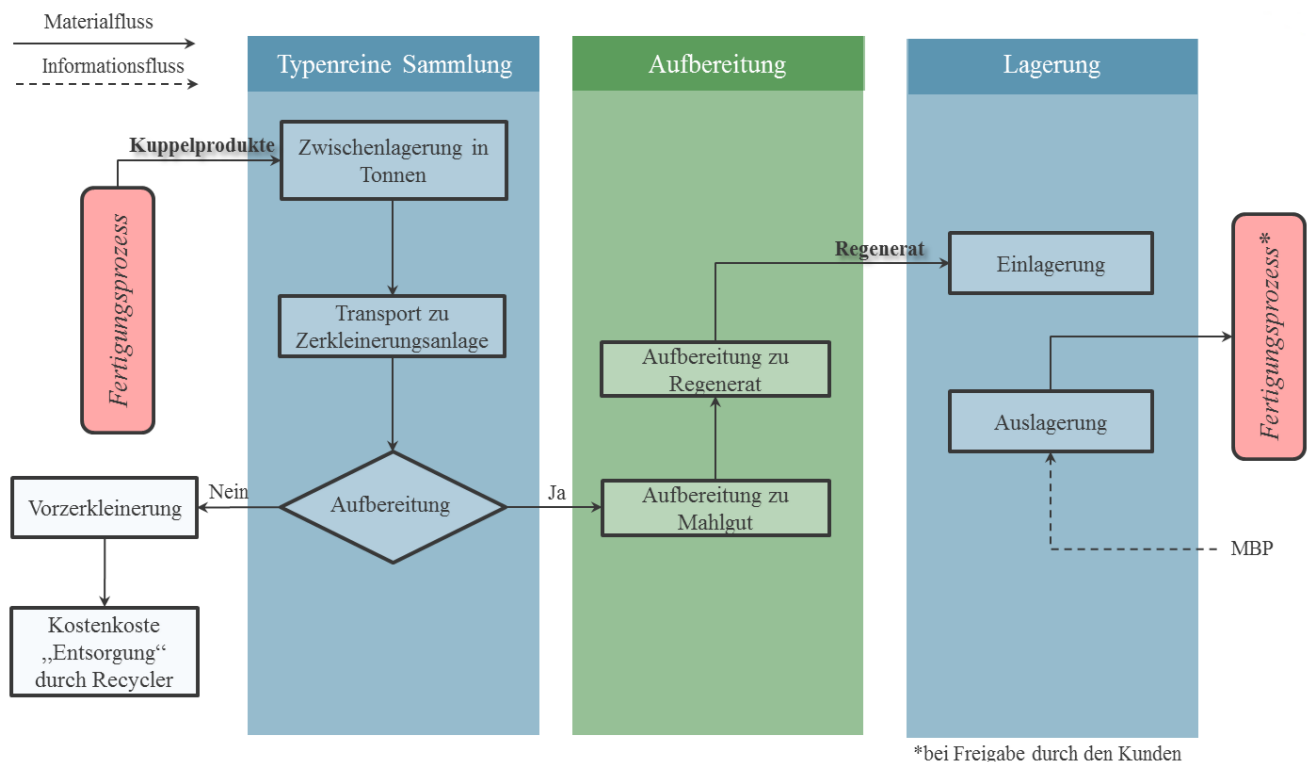 Materialfluss
Informationsfluss
Typenreine Sammlung
Aufbereitung
Lagerung
Kuppelprodukte
Zwischenlagerung in
Tonnen
Fertigungsprozess
Transport zu
Zerkleinerungsanlage
Aufbereitung
Nein
Ja
Vorzerkleinerung
Kostenkoste
„Entsorgung“
durch Recycler
Aufbereitung zu
Mahlgut
Aufbereitung zu
Regenerat
Regenerat
Einlagerung
Auslagerung
Fertigungsprozess*
MBP
*bei Freigabe durch den Kunden